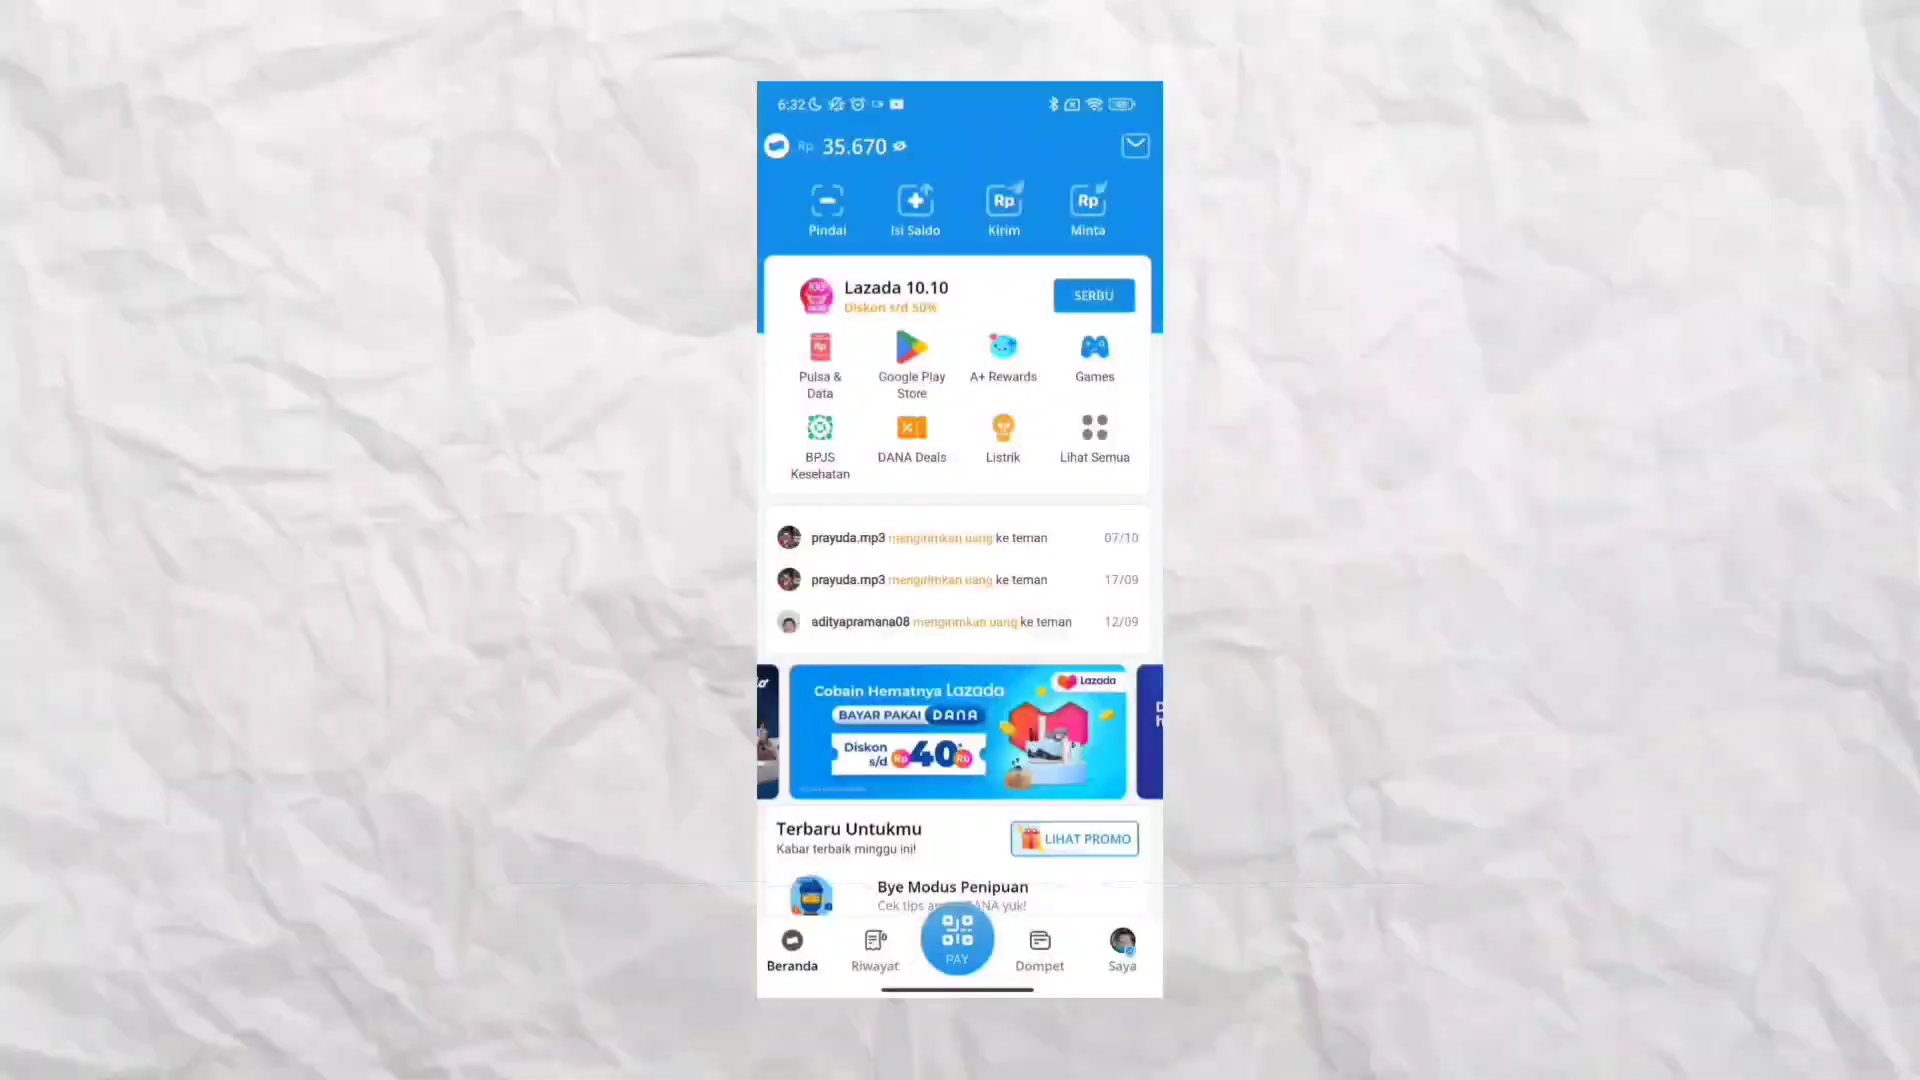 6:32
Rp 35.670
Pindai
Isi Saldo
Kirim
Minta
Lazada 10.10
Diskon s/d 50%
SERBU
Pulsa & Data
Google Play Store
A+ Rewards
Games
BPJS Kesehatan
DANA Deals
Listrik
Lihat Semua
prayuda.mp3 mengirimkan uang ke teman 07/10
prayuda.mp3 mengirimkan uang ke teman 17/09
adityapramana08 mengirimkan uang ke teman 12/09
Lazada
Cobain Hematnya Lazada
BAYAR PAKAI DANA
Diskon s/d Rp 40 Rb
Terbaru Untukmu
Kabar terbaik minggu ini!
LIHAT PROMO
Bye Modus Penipuan
Cek tips DANA yuk!
Beranda
Riwayat
PAY
Dompet
Saya